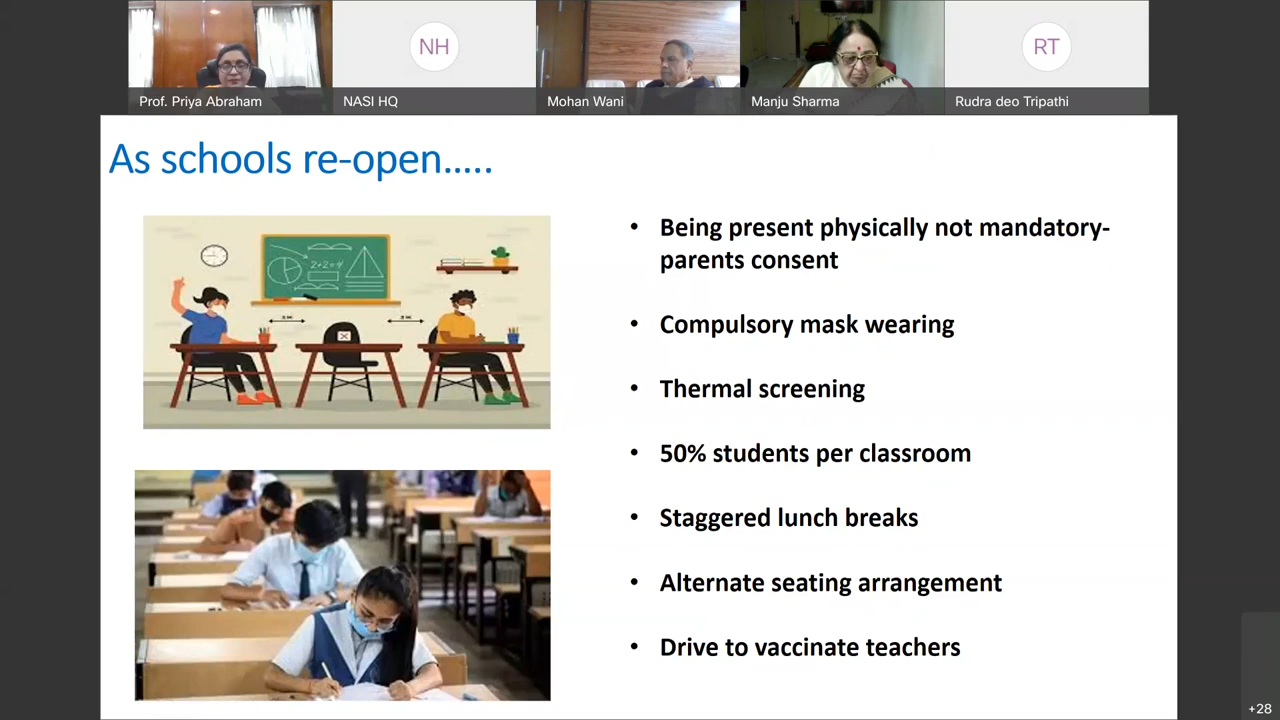 NH
RT
Prof. Priya Abraham
NASI HQ
Mohan Wani
Manju Sharma
Rudra deo Tripathi
As schools re-open.....
• Being present physically not mandatory-
parents consent
• Compulsory mask wearing
• Thermal screening
• 50% students per classroom
• Staggered lunch breaks
• Alternate seating arrangement
• Drive to vaccinate teachers
+28